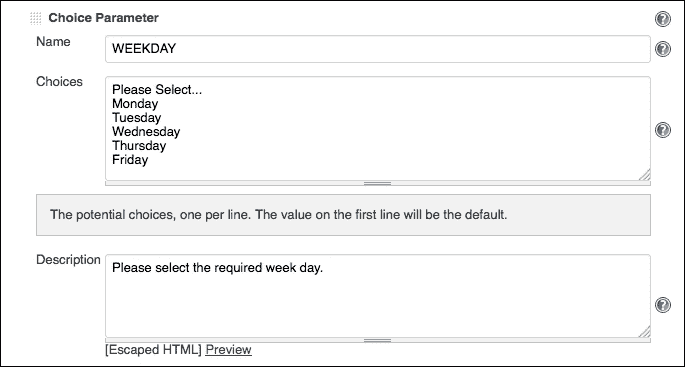 Choice Parameter
Name
WEEKDAY
Choices
Please Select...
Monday
Tuesday
Wednesday
Thursday
Friday
The potential choices, one per line. The value on the first line will be the default.
Description
Please select the required week day.
[Escaped HTML] Preview